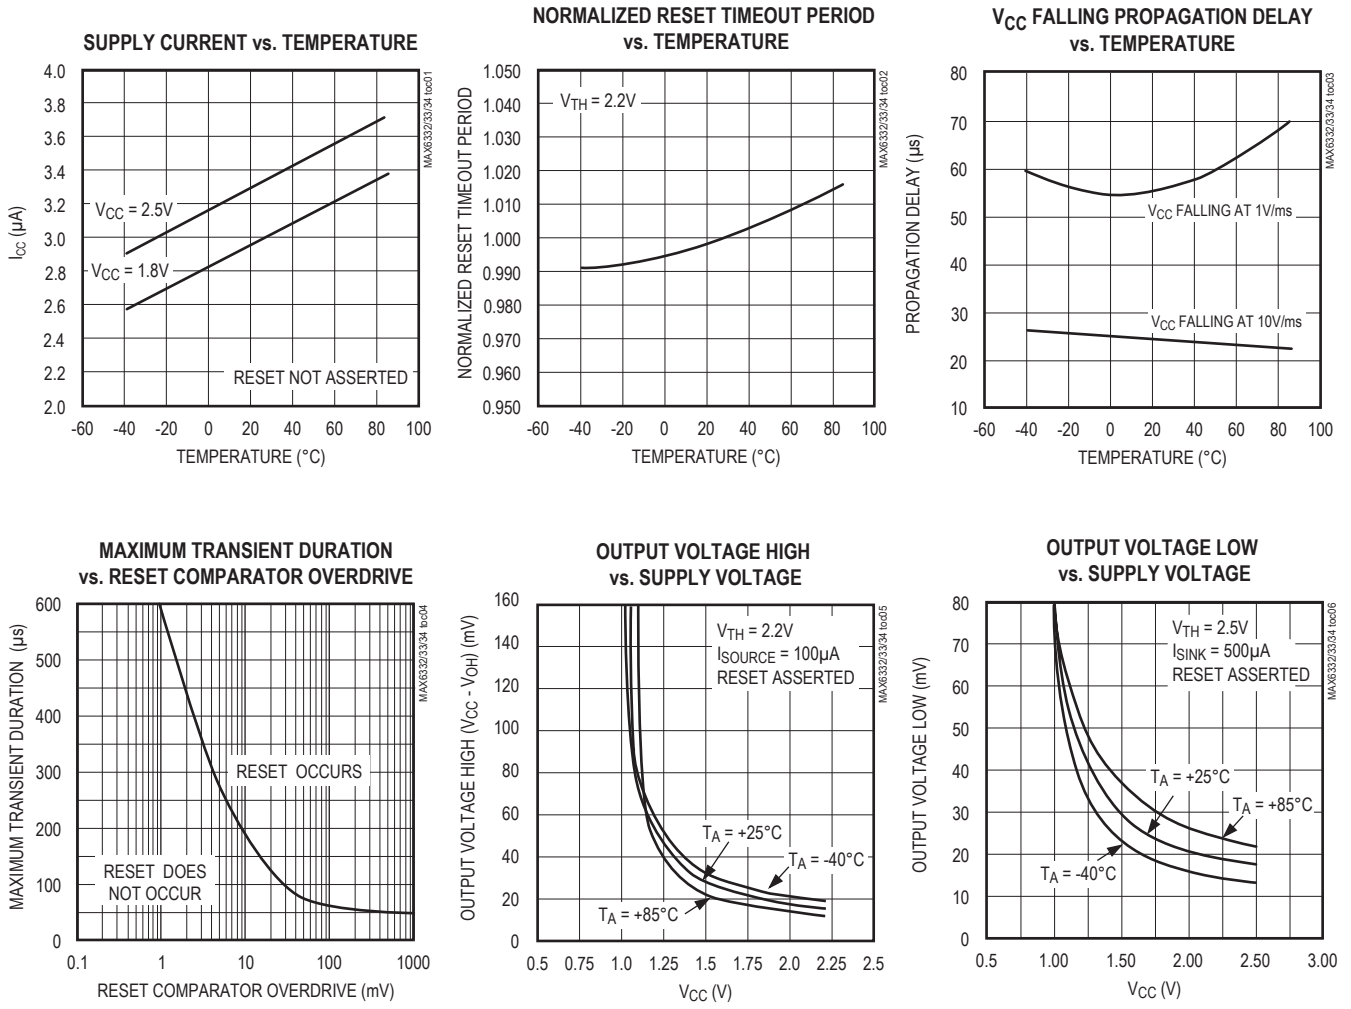 SUPPLY CURRENT vs. TEMPERATURE
4.0
3.8
3.6
3.4
3.2
3.0
2.8
2.6
2.4
2.2
2.0
ICC (µA)
VCC = 2.5V
VCC = 1.8V
RESET NOT ASSERTED
-60 -40 -20 0 20 40 60 80 100
TEMPERATURE (°C)
MAX6332/33/34 toc01
NORMALIZED RESET TIMEOUT PERIOD
vs. TEMPERATURE
1.050
1.040
1.030
1.020
1.010
1.000
0.990
0.980
0.970
0.960
0.950
NORMALIZED RESET TIMEOUT PERIOD
VTH = 2.2V
-60 -40 -20 0 20 40 60 80 100
TEMPERATURE (°C)
MAX6332/33/34 toc02
VCC FALLING PROPAGATION DELAY
vs. TEMPERATURE
80
70
60
50
40
30
20
10
PROPAGATION DELAY (µs)
VCC FALLING AT 1V/ms
VCC FALLING AT 10V/ms
-60 -40 -20 0 20 40 60 80 100
TEMPERATURE (°C)
MAX6332/33/34 toc03
MAXIMUM TRANSIENT DURATION
vs. RESET COMPARATOR OVERDRIVE
600
500
400
300
200
100
0
MAXIMUM TRANSIENT DURATION (µs)
RESET OCCURS
RESET DOES
NOT OCCUR
0.1 1 10 100 1000
RESET COMPARATOR OVERDRIVE (mV)
MAX6332/33/34 toc04
OUTPUT VOLTAGE HIGH
vs. SUPPLY VOLTAGE
160
140
120
100
80
60
40
20
0
OUTPUT VOLTAGE HIGH (VCC - VOH) (mV)
VTH = 2.2V
ISOURCE = 100µA
RESET ASSERTED
TA = +25°C
TA = -40°C
TA = +85°C
0.5 0.75 1.0 1.25 1.5 1.75 2.0 2.25 2.5
VCC (V)
MAX6332/33/34 toc05
OUTPUT VOLTAGE LOW
vs. SUPPLY VOLTAGE
80
70
60
50
40
30
20
10
0
OUTPUT VOLTAGE LOW (mV)
VTH = 2.5V
ISINK = 500µA
RESET ASSERTED
TA = +25°C
TA = +85°C
TA = -40°C
0.5 1.00 1.50 2.00 2.50 3.00
VCC (V)
MAX6332/33/34 toc06